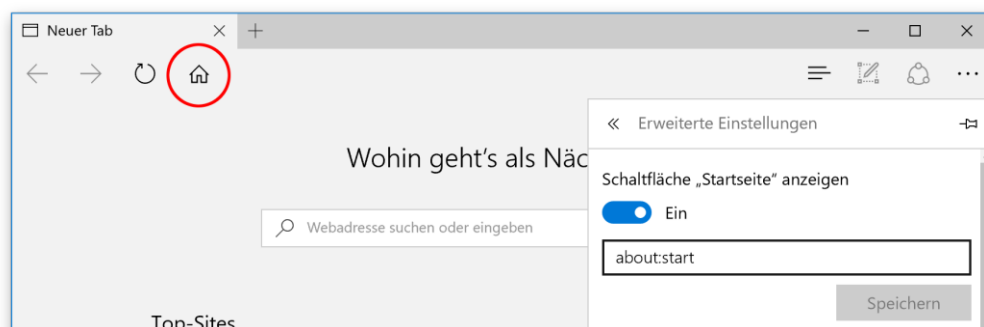 Neuer Tab
Erweiterte Einstellungen
Wohin geht's als Näc
Schaltfläche „Startseite" anzeigen
Ein
Webadresse suchen oder eingeben
about:start
Speichern
Top-Sites